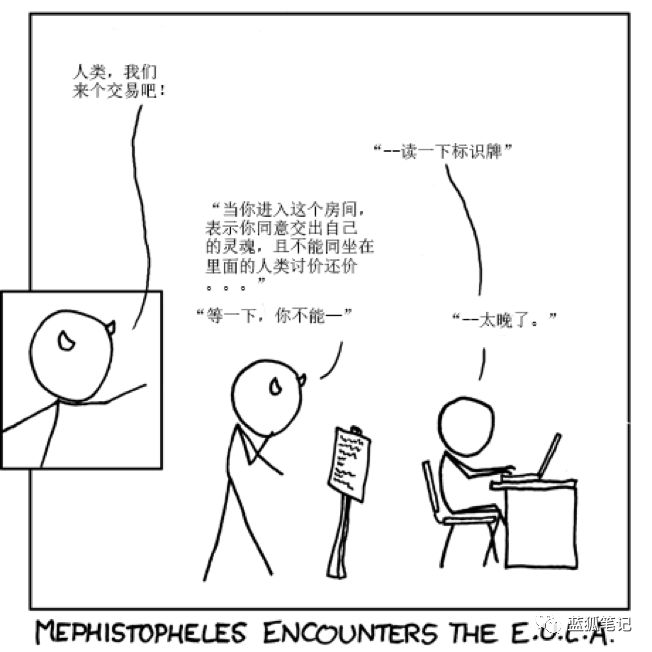 人类，我们
来个交易吧！
“--读一下标识牌”
“当你进入这个房间，
表示你同意交出自己
的灵魂，且不能同坐在
里面的人类讨价还价
。。。”
“等一下，你不能—”
“--太晚了。”
MEPHISTOPHELES ENCOUNTERS THE E.U.L.A.
蓝狐笔记